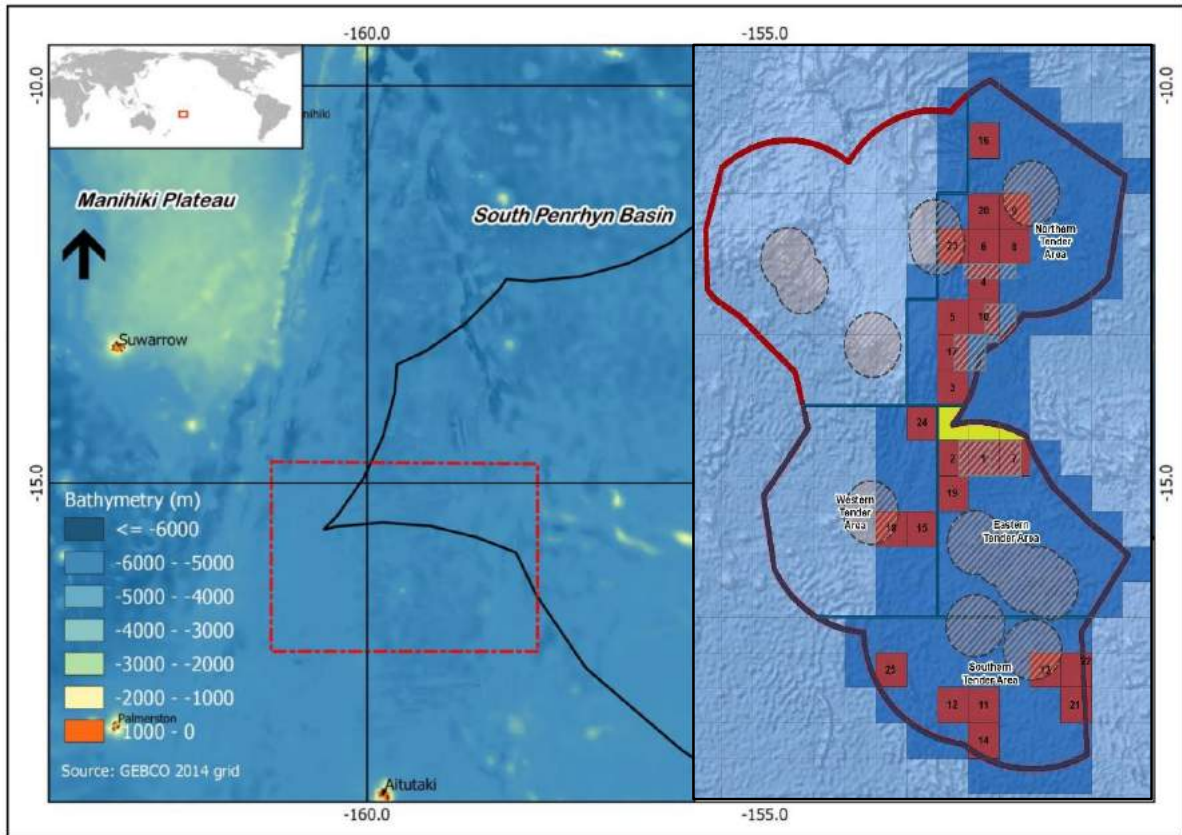 -160.0
-155.0
-10.0
-10.0
nihiki
Manihiki Plateau
South Penrhyn Basin
Suwarrow
-15.0
-15.0
Bathymetry (m)
<= -6000
-6000 - -5000
-5000 - -4000
-4000 - -3000
-3000 - -2000
-2000 - -1000
-1000 - 0
Palmerston
Source: GEBCO 2014 grid
Aitutaki
-160.0
-155.0
16
20
9
Northern
Tender
Area
6
8
4
5
10
17
3
24
2
1
7
19
Western
Tender
Area
18
15
Eastern
Tender Area
Southern
Tender Area
25
13
22
12
11
21
14